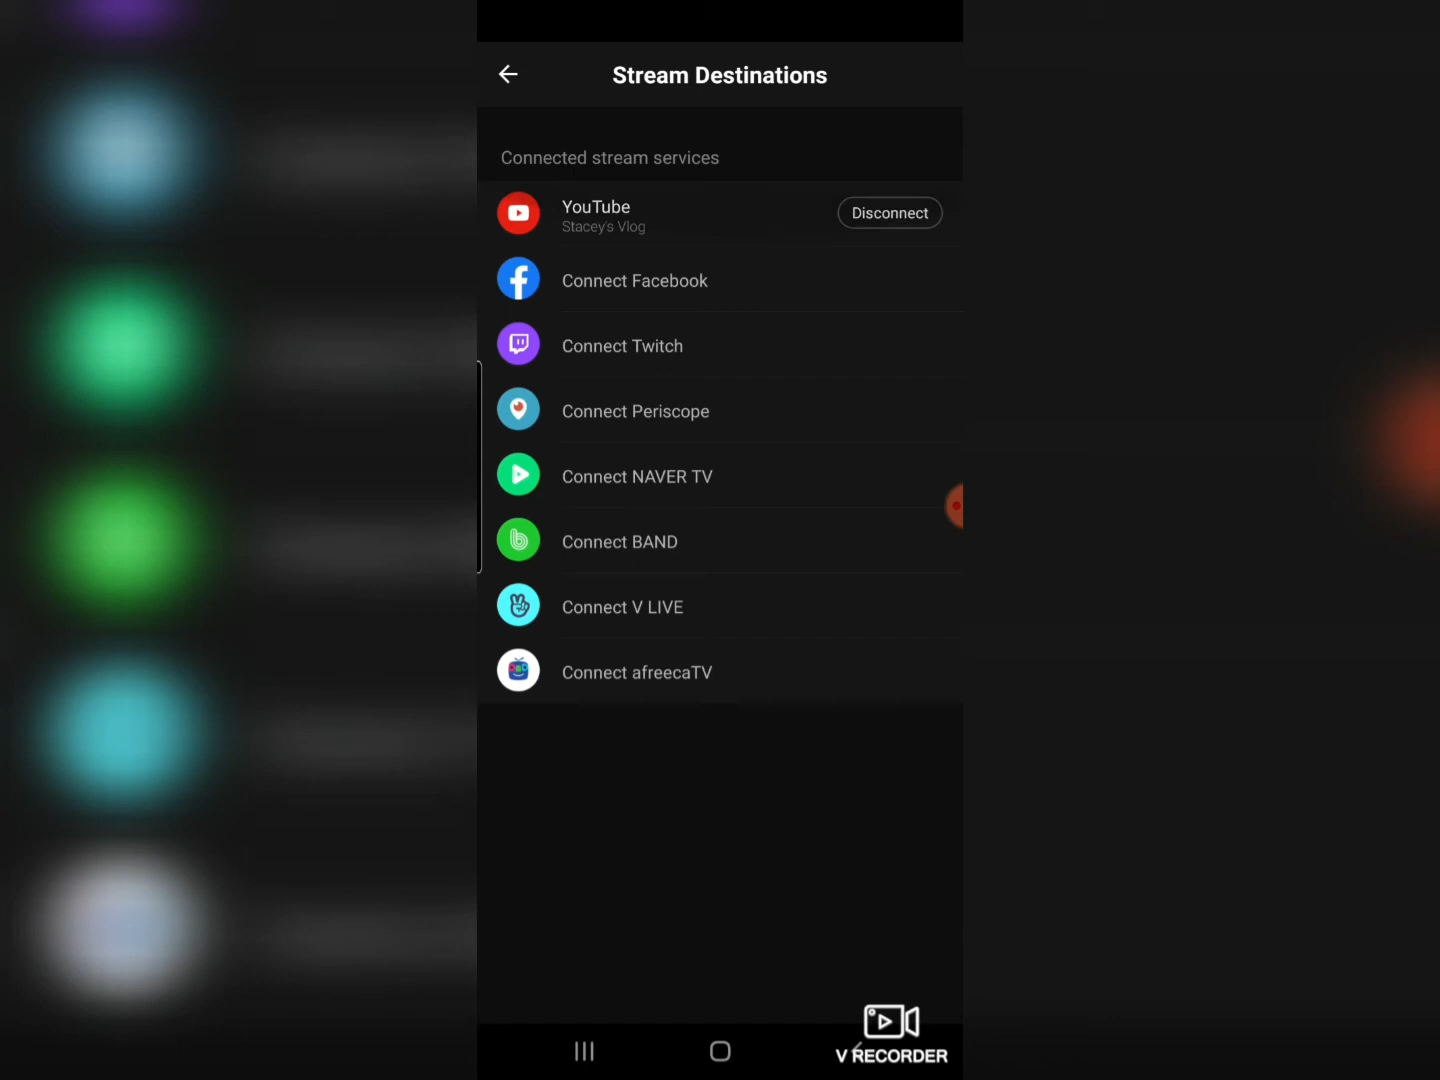 Stream Destinations
Connected stream services
YouTube
Disconnect
Stacey's Vlog
Connect Facebook
Connect Twitch
Connect Periscope
Connect NAVER TV
Connect BAND
Connect V LIVE
Connect afreecaTV
V RECORDER